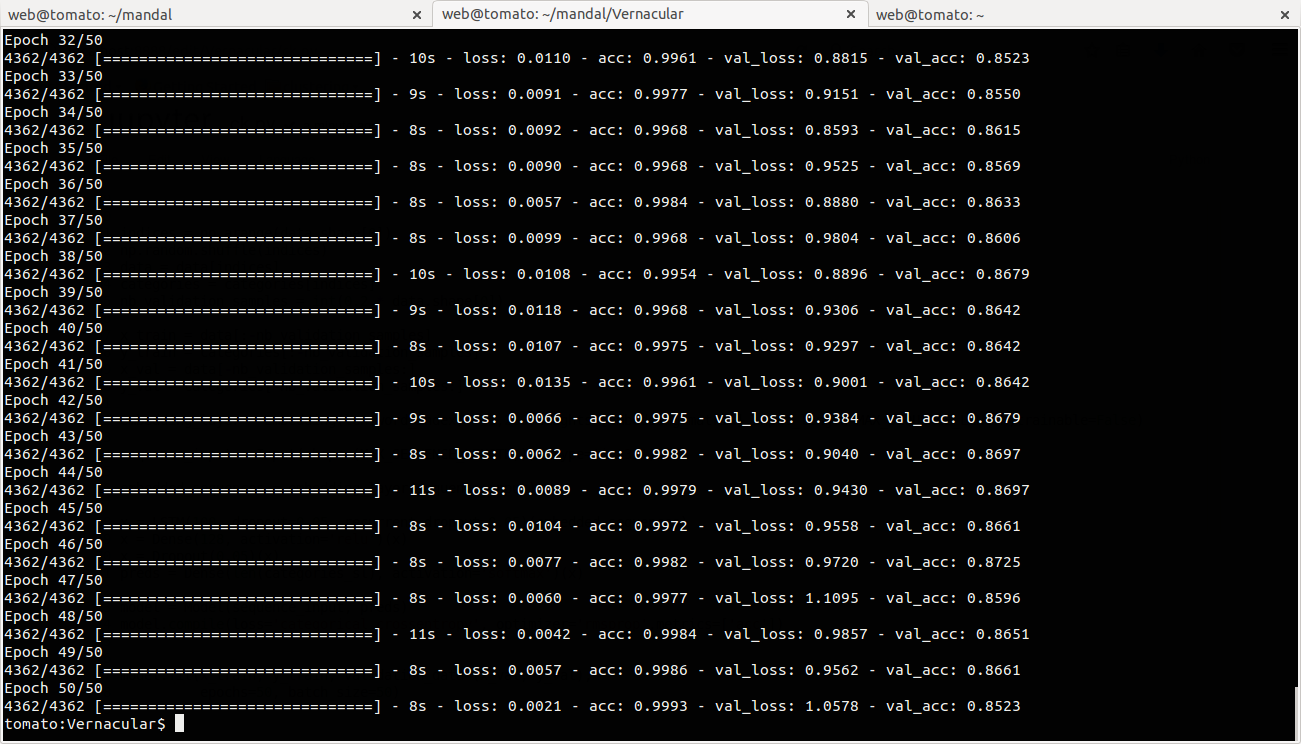 web@tomato: ~/mandal × web@tomato: ~/mandal/Vernacular × web@tomato: ~ ×
Epoch 32/50
4362/4362 [==============================] - 10s - loss: 0.0110 - acc: 0.9961 - val_loss: 0.8815 - val_acc: 0.8523
Epoch 33/50
4362/4362 [==============================] - 9s - loss: 0.0091 - acc: 0.9977 - val_loss: 0.9151 - val_acc: 0.8550
Epoch 34/50
4362/4362 [==============================] - 8s - loss: 0.0092 - acc: 0.9968 - val_loss: 0.8593 - val_acc: 0.8615
Epoch 35/50
4362/4362 [==============================] - 8s - loss: 0.0090 - acc: 0.9968 - val_loss: 0.9525 - val_acc: 0.8569
Epoch 36/50
4362/4362 [==============================] - 8s - loss: 0.0057 - acc: 0.9984 - val_loss: 0.8880 - val_acc: 0.8633
Epoch 37/50
4362/4362 [==============================] - 8s - loss: 0.0099 - acc: 0.9968 - val_loss: 0.9804 - val_acc: 0.8606
Epoch 38/50
4362/4362 [==============================] - 10s - loss: 0.0108 - acc: 0.9954 - val_loss: 0.8896 - val_acc: 0.8679
Epoch 39/50
4362/4362 [==============================] - 9s - loss: 0.0118 - acc: 0.9968 - val_loss: 0.9306 - val_acc: 0.8642
Epoch 40/50
4362/4362 [==============================] - 8s - loss: 0.0107 - acc: 0.9975 - val_loss: 0.9297 - val_acc: 0.8642
Epoch 41/50
4362/4362 [==============================] - 10s - loss: 0.0135 - acc: 0.9961 - val_loss: 0.9001 - val_acc: 0.8642
Epoch 42/50
4362/4362 [==============================] - 9s - loss: 0.0066 - acc: 0.9975 - val_loss: 0.9384 - val_acc: 0.8679
Epoch 43/50
4362/4362 [==============================] - 8s - loss: 0.0062 - acc: 0.9982 - val_loss: 0.9040 - val_acc: 0.8697
Epoch 44/50
4362/4362 [==============================] - 11s - loss: 0.0089 - acc: 0.9979 - val_loss: 0.9430 - val_acc: 0.8697
Epoch 45/50
4362/4362 [==============================] - 8s - loss: 0.0104 - acc: 0.9972 - val_loss: 0.9558 - val_acc: 0.8661
Epoch 46/50
4362/4362 [==============================] - 8s - loss: 0.0077 - acc: 0.9982 - val_loss: 0.9720 - val_acc: 0.8725
Epoch 47/50
4362/4362 [==============================] - 8s - loss: 0.0060 - acc: 0.9977 - val_loss: 1.1095 - val_acc: 0.8596
Epoch 48/50
4362/4362 [==============================] - 11s - loss: 0.0042 - acc: 0.9984 - val_loss: 0.9857 - val_acc: 0.8651
Epoch 49/50
4362/4362 [==============================] - 8s - loss: 0.0057 - acc: 0.9986 - val_loss: 0.9562 - val_acc: 0.8661
Epoch 50/50
4362/4362 [==============================] - 8s - loss: 0.0021 - acc: 0.9993 - val_loss: 1.0578 - val_acc: 0.8523
tomato:Vernacular$